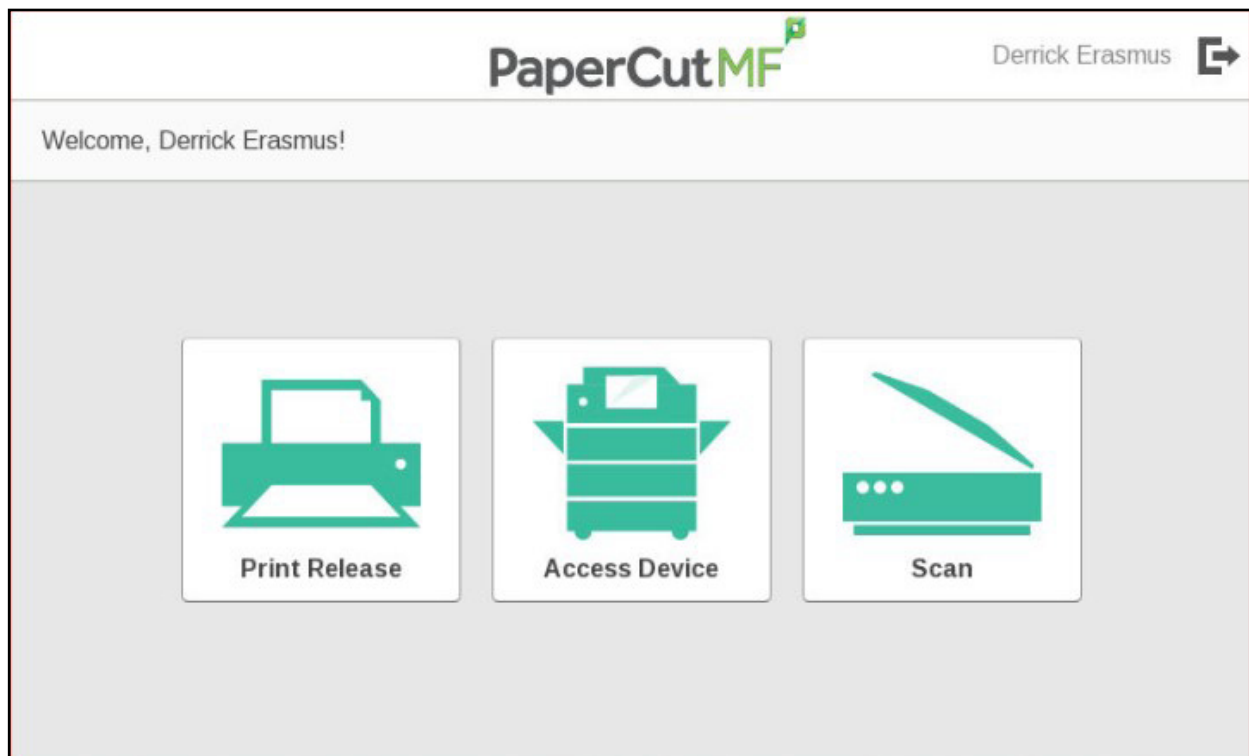 PaperCutMF
Derrick Erasmus
Welcome, Derrick Erasmus!
Print Release
Access Device
Scan